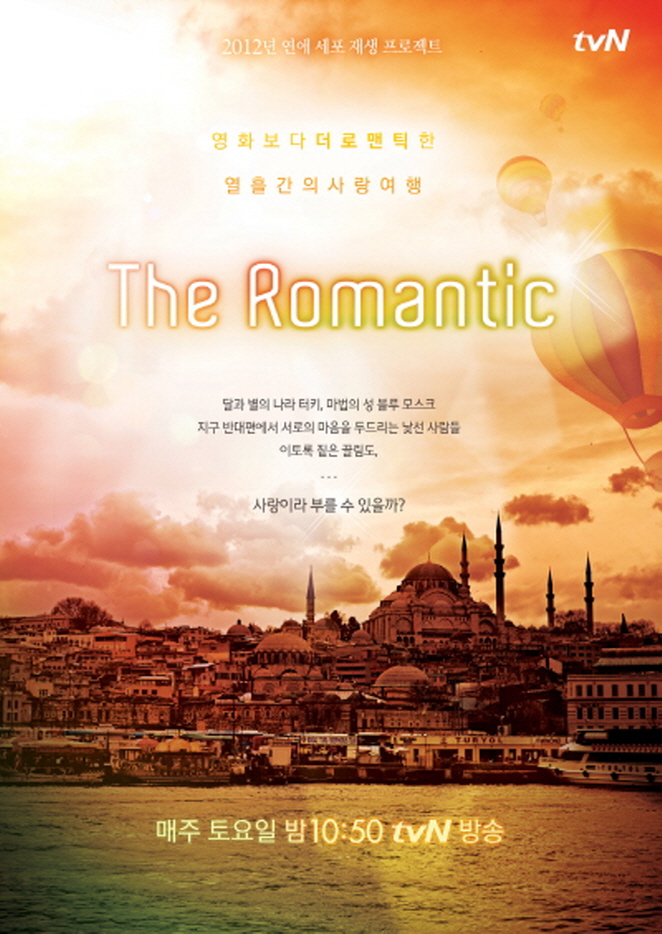 2012년 연애 세포 재생 프로젝트
tvN
영화보다더로맨틱한
열흘간의사랑여행
The Romantic
달과 별의 나라 터키, 마법의 성 블루 모스크
지구 반대편에서 서로의 마음을 두드리는 낯선 사람들
이토록 짙은 끌림도,
...
사랑이라 부를 수 있을까?
TURYOL
매주 토요일 밤10:50 tvN 방송